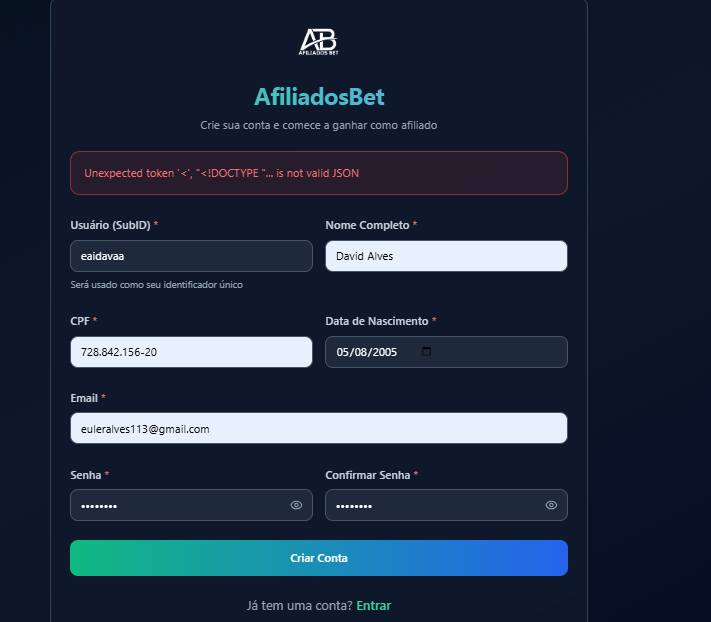 AB
AFILIADOS BET
AfiliadosBet
Crie sua conta e comece a ganhar como afiliado
Unexpected token '<', "<!DOCTYPE "... is not valid JSON
Usuário (SubID) * Nome Completo *
eaidavaa David Alves
Será usado como seu identificador único
CPF * Data de Nascimento *
728.842.156-20 05/08/2005
Email *
euleralves113@gmail.com
Senha * Confirmar Senha *
•••••••• ••••••••
Criar Conta
Já tem uma conta? Entrar